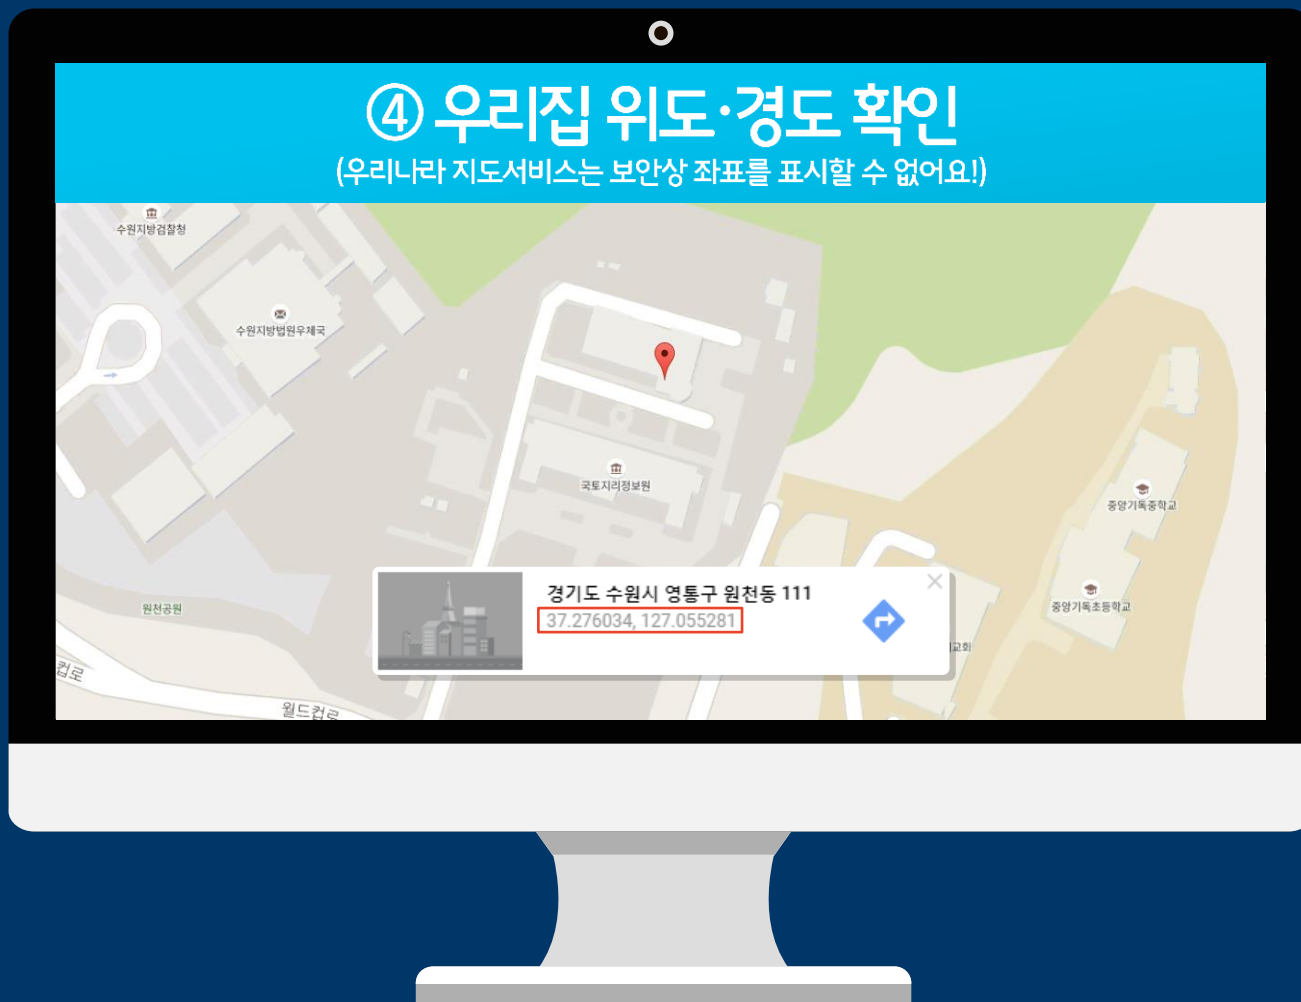 ④ 우리집 위도·경도 확인
(우리나라 지도서비스는 보안상 좌표를 표시할 수 없어요!)
수원지방검찰청
수원지방법원우체국
국토지리정보원
중앙기독중학교
중앙기독초등학교
원천공원
경기도 수원시 영통구 원천동 111
37.276034, 127.055281
교회
컵로
월드컵로